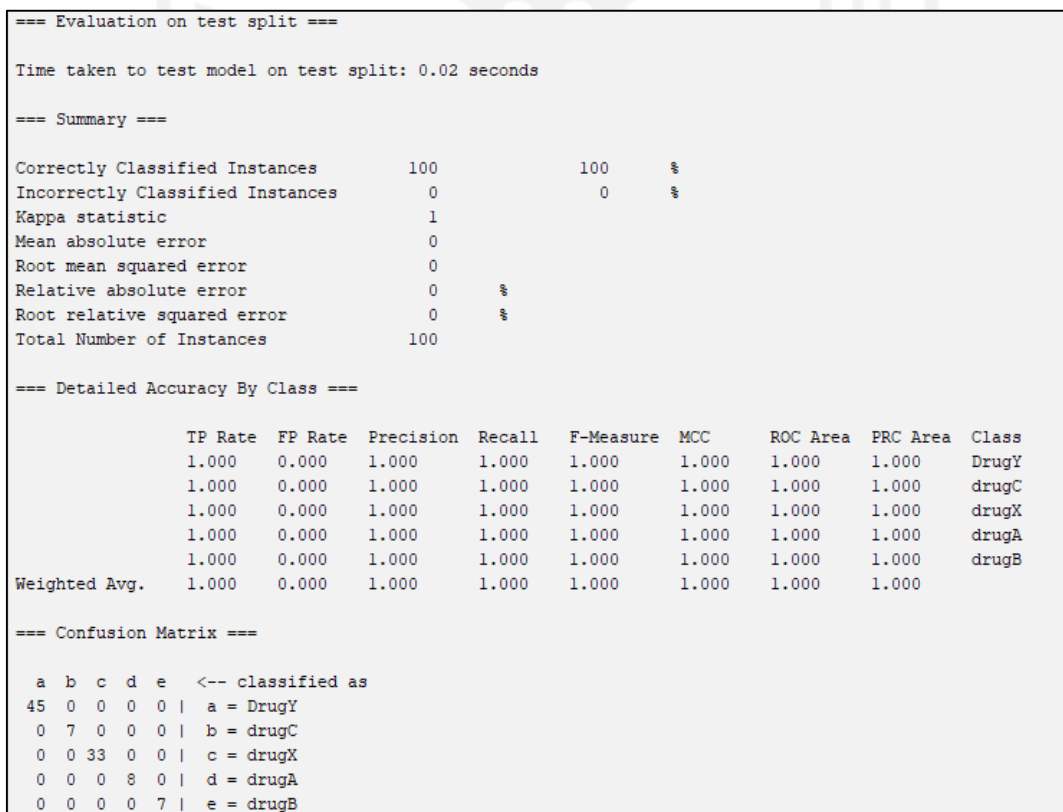 === Evaluation on test split ===
Time taken to test model on test split: 0.02 seconds
=== Summary ===
Correctly Classified Instances 100 100 %
Incorrectly Classified Instances 0 0 %
Kappa statistic 1
Mean absolute error 0
Root mean squared error 0
Relative absolute error 0 %
Root relative squared error 0 %
Total Number of Instances 100
=== Detailed Accuracy By Class ===
TP Rate FP Rate Precision Recall F-Measure MCC ROC Area PRC Area Class
1.000 0.000 1.000 1.000 1.000 1.000 1.000 1.000 DrugY
1.000 0.000 1.000 1.000 1.000 1.000 1.000 1.000 drugC
1.000 0.000 1.000 1.000 1.000 1.000 1.000 1.000 drugX
1.000 0.000 1.000 1.000 1.000 1.000 1.000 1.000 drugA
1.000 0.000 1.000 1.000 1.000 1.000 1.000 1.000 drugB
Weighted Avg. 1.000 0.000 1.000 1.000 1.000 1.000 1.000 1.000
=== Confusion Matrix ===
a b c d e <-- classified as
45 0 0 0 0 | a = DrugY
0 7 0 0 0 | b = drugC
0 0 33 0 0 | c = drugX
0 0 0 8 0 | d = drugA
0 0 0 0 7 | e = drugB